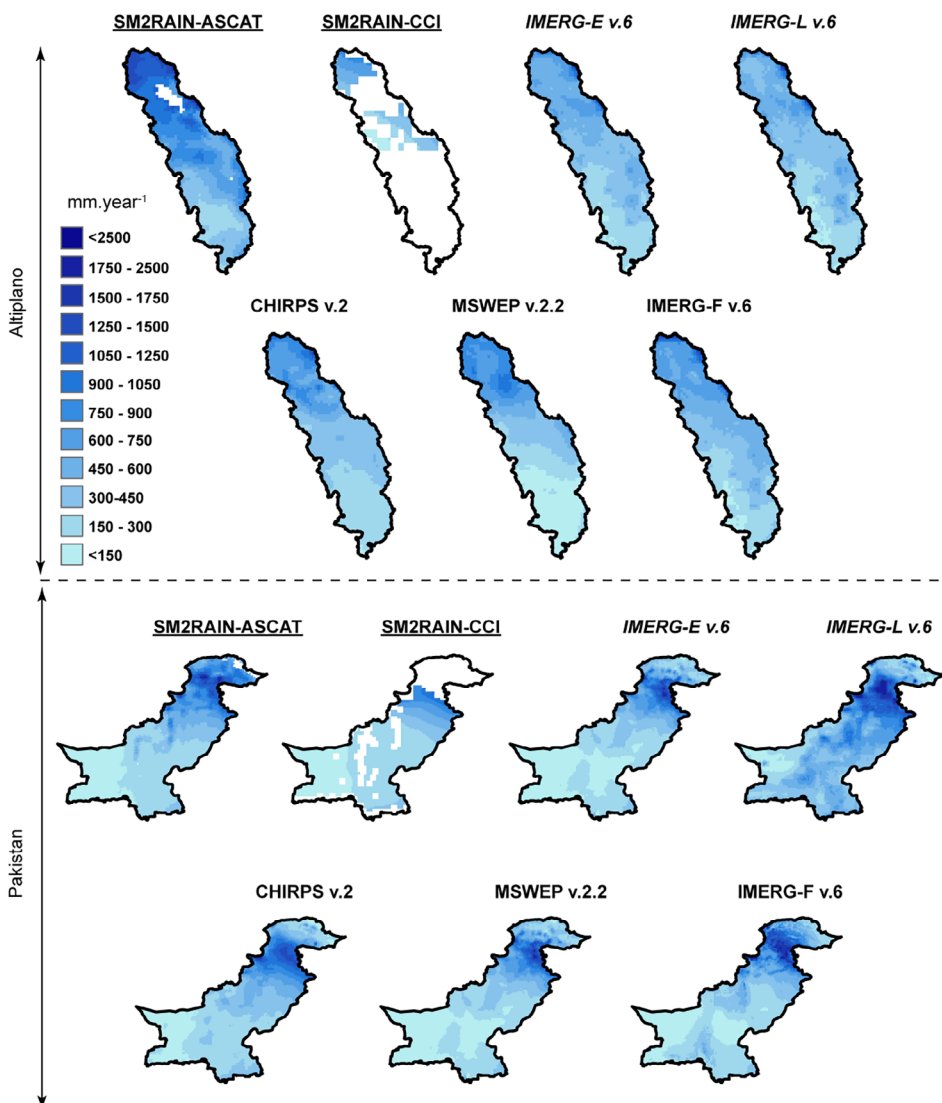 SM2RAIN-ASCAT SM2RAIN-CCI IMERG-E v.6 IMERG-L v.6
mm.year-1
<2500
1750 - 2500
1500 - 1750
1250 - 1500
1050 - 1250
900 - 1050
750 - 900
600 - 750
450 - 600
300-450
150 - 300
<150
Altiplano
CHIRPS v.2 MSWEP v.2.2 IMERG-F v.6
SM2RAIN-ASCAT SM2RAIN-CCI IMERG-E v.6 IMERG-L v.6
Pakistan
CHIRPS v.2 MSWEP v.2.2 IMERG-F v.6